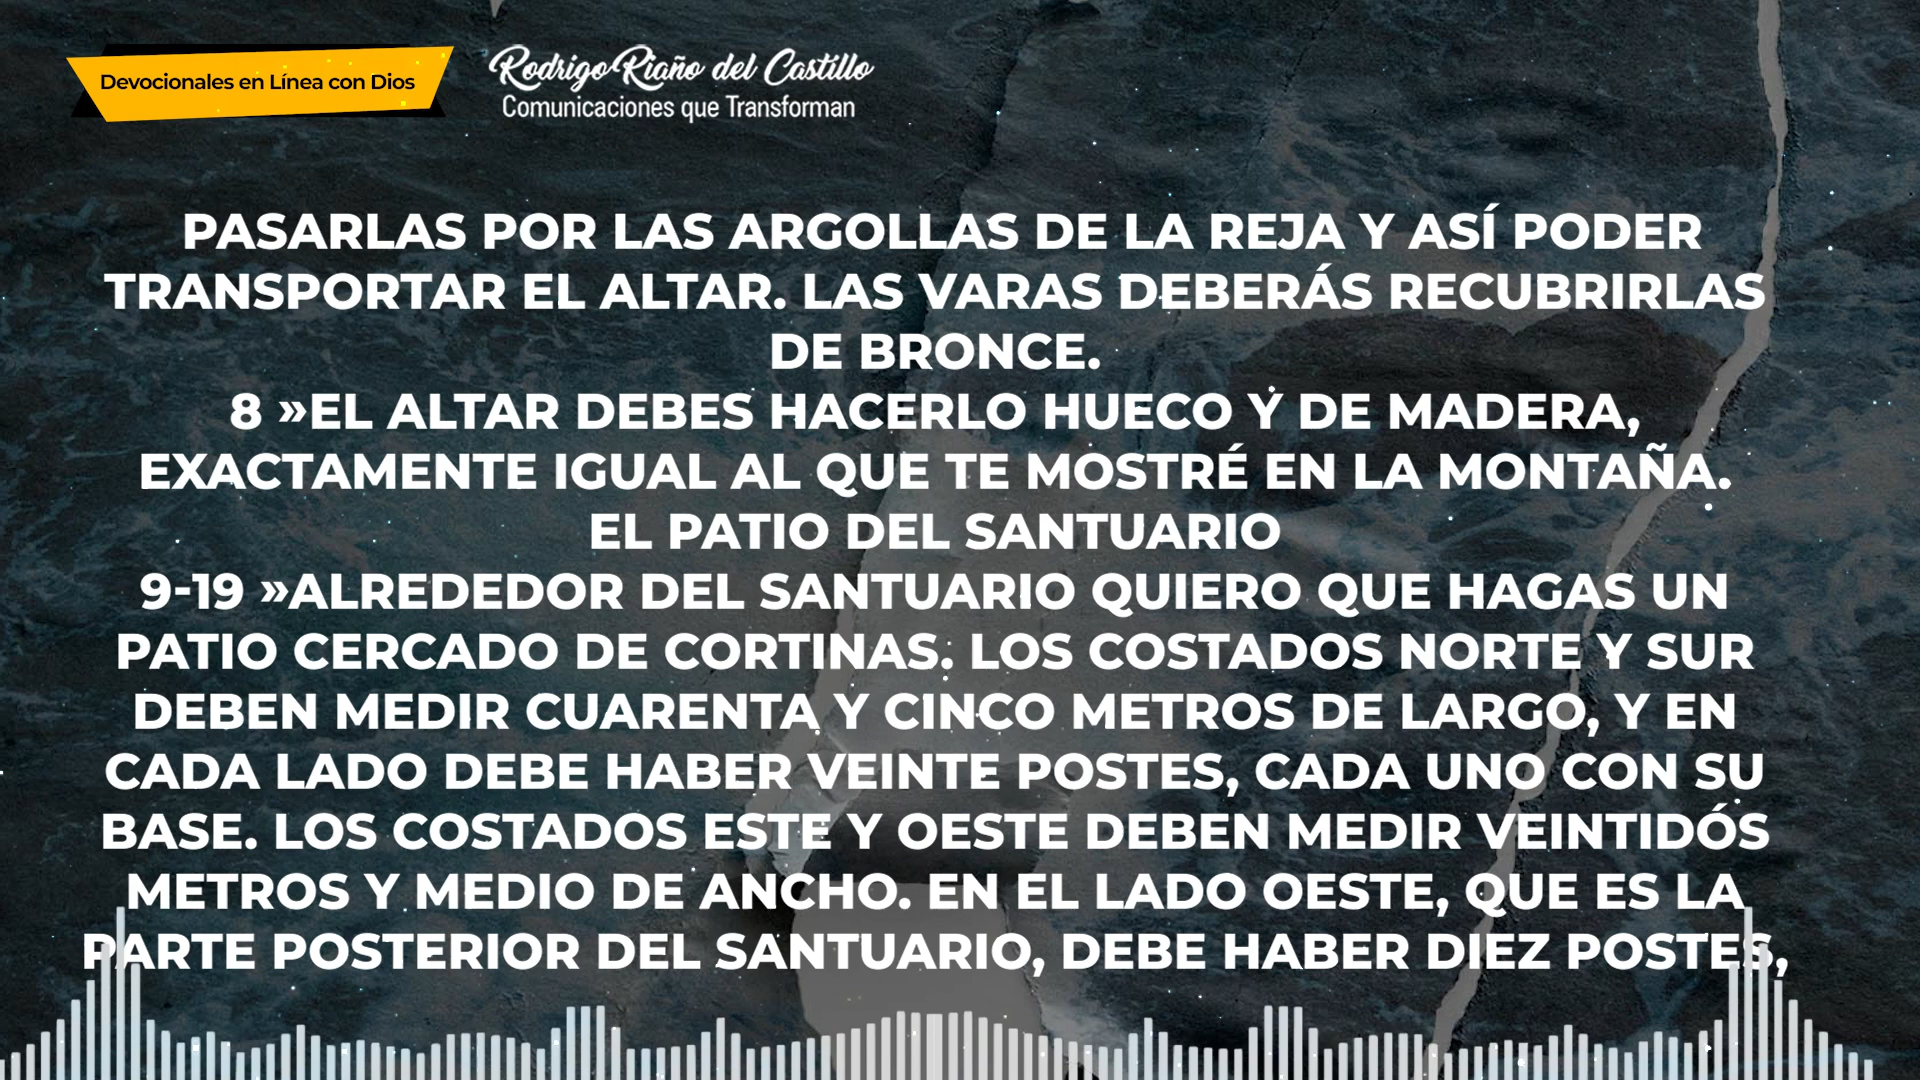 Devocionales en Línea con Dios
Rodrigo Riaño del Castillo
Comunicaciones que Transforman
PASARLAS POR LAS ARGOLLAS DE LA REJA Y ASÍ PODER
TRANSPORTAR EL ALTAR. LAS VARAS DEBERÁS RECUBRIRLAS
DE BRONCE.
8 »EL ALTAR DEBES HACERLO HUECO Y DE MADERA,
EXACTAMENTE IGUAL AL QUE TE MOSTRÉ EN LA MONTAÑA.
EL PATIO DEL SANTUARIO
9-19 »ALREDEDOR DEL SANTUARIO QUIERO QUE HAGAS UN
PATIO CERCADO DE CORTINAS. LOS COSTADOS NORTE Y SUR
DEBEN MEDIR CUARENTA Y CINCO METROS DE LARGO, Y EN
CADA LADO DEBE HABER VEINTE POSTES, CADA UNO CON SU
BASE. LOS COSTADOS ESTE Y OESTE DEBEN MEDIR VEINTIDÓS
METROS Y MEDIO DE ANCHO. EN EL LADO OESTE, QUE ES LA
PARTE POSTERIOR DEL SANTUARIO, DEBE HABER DIEZ POSTES,